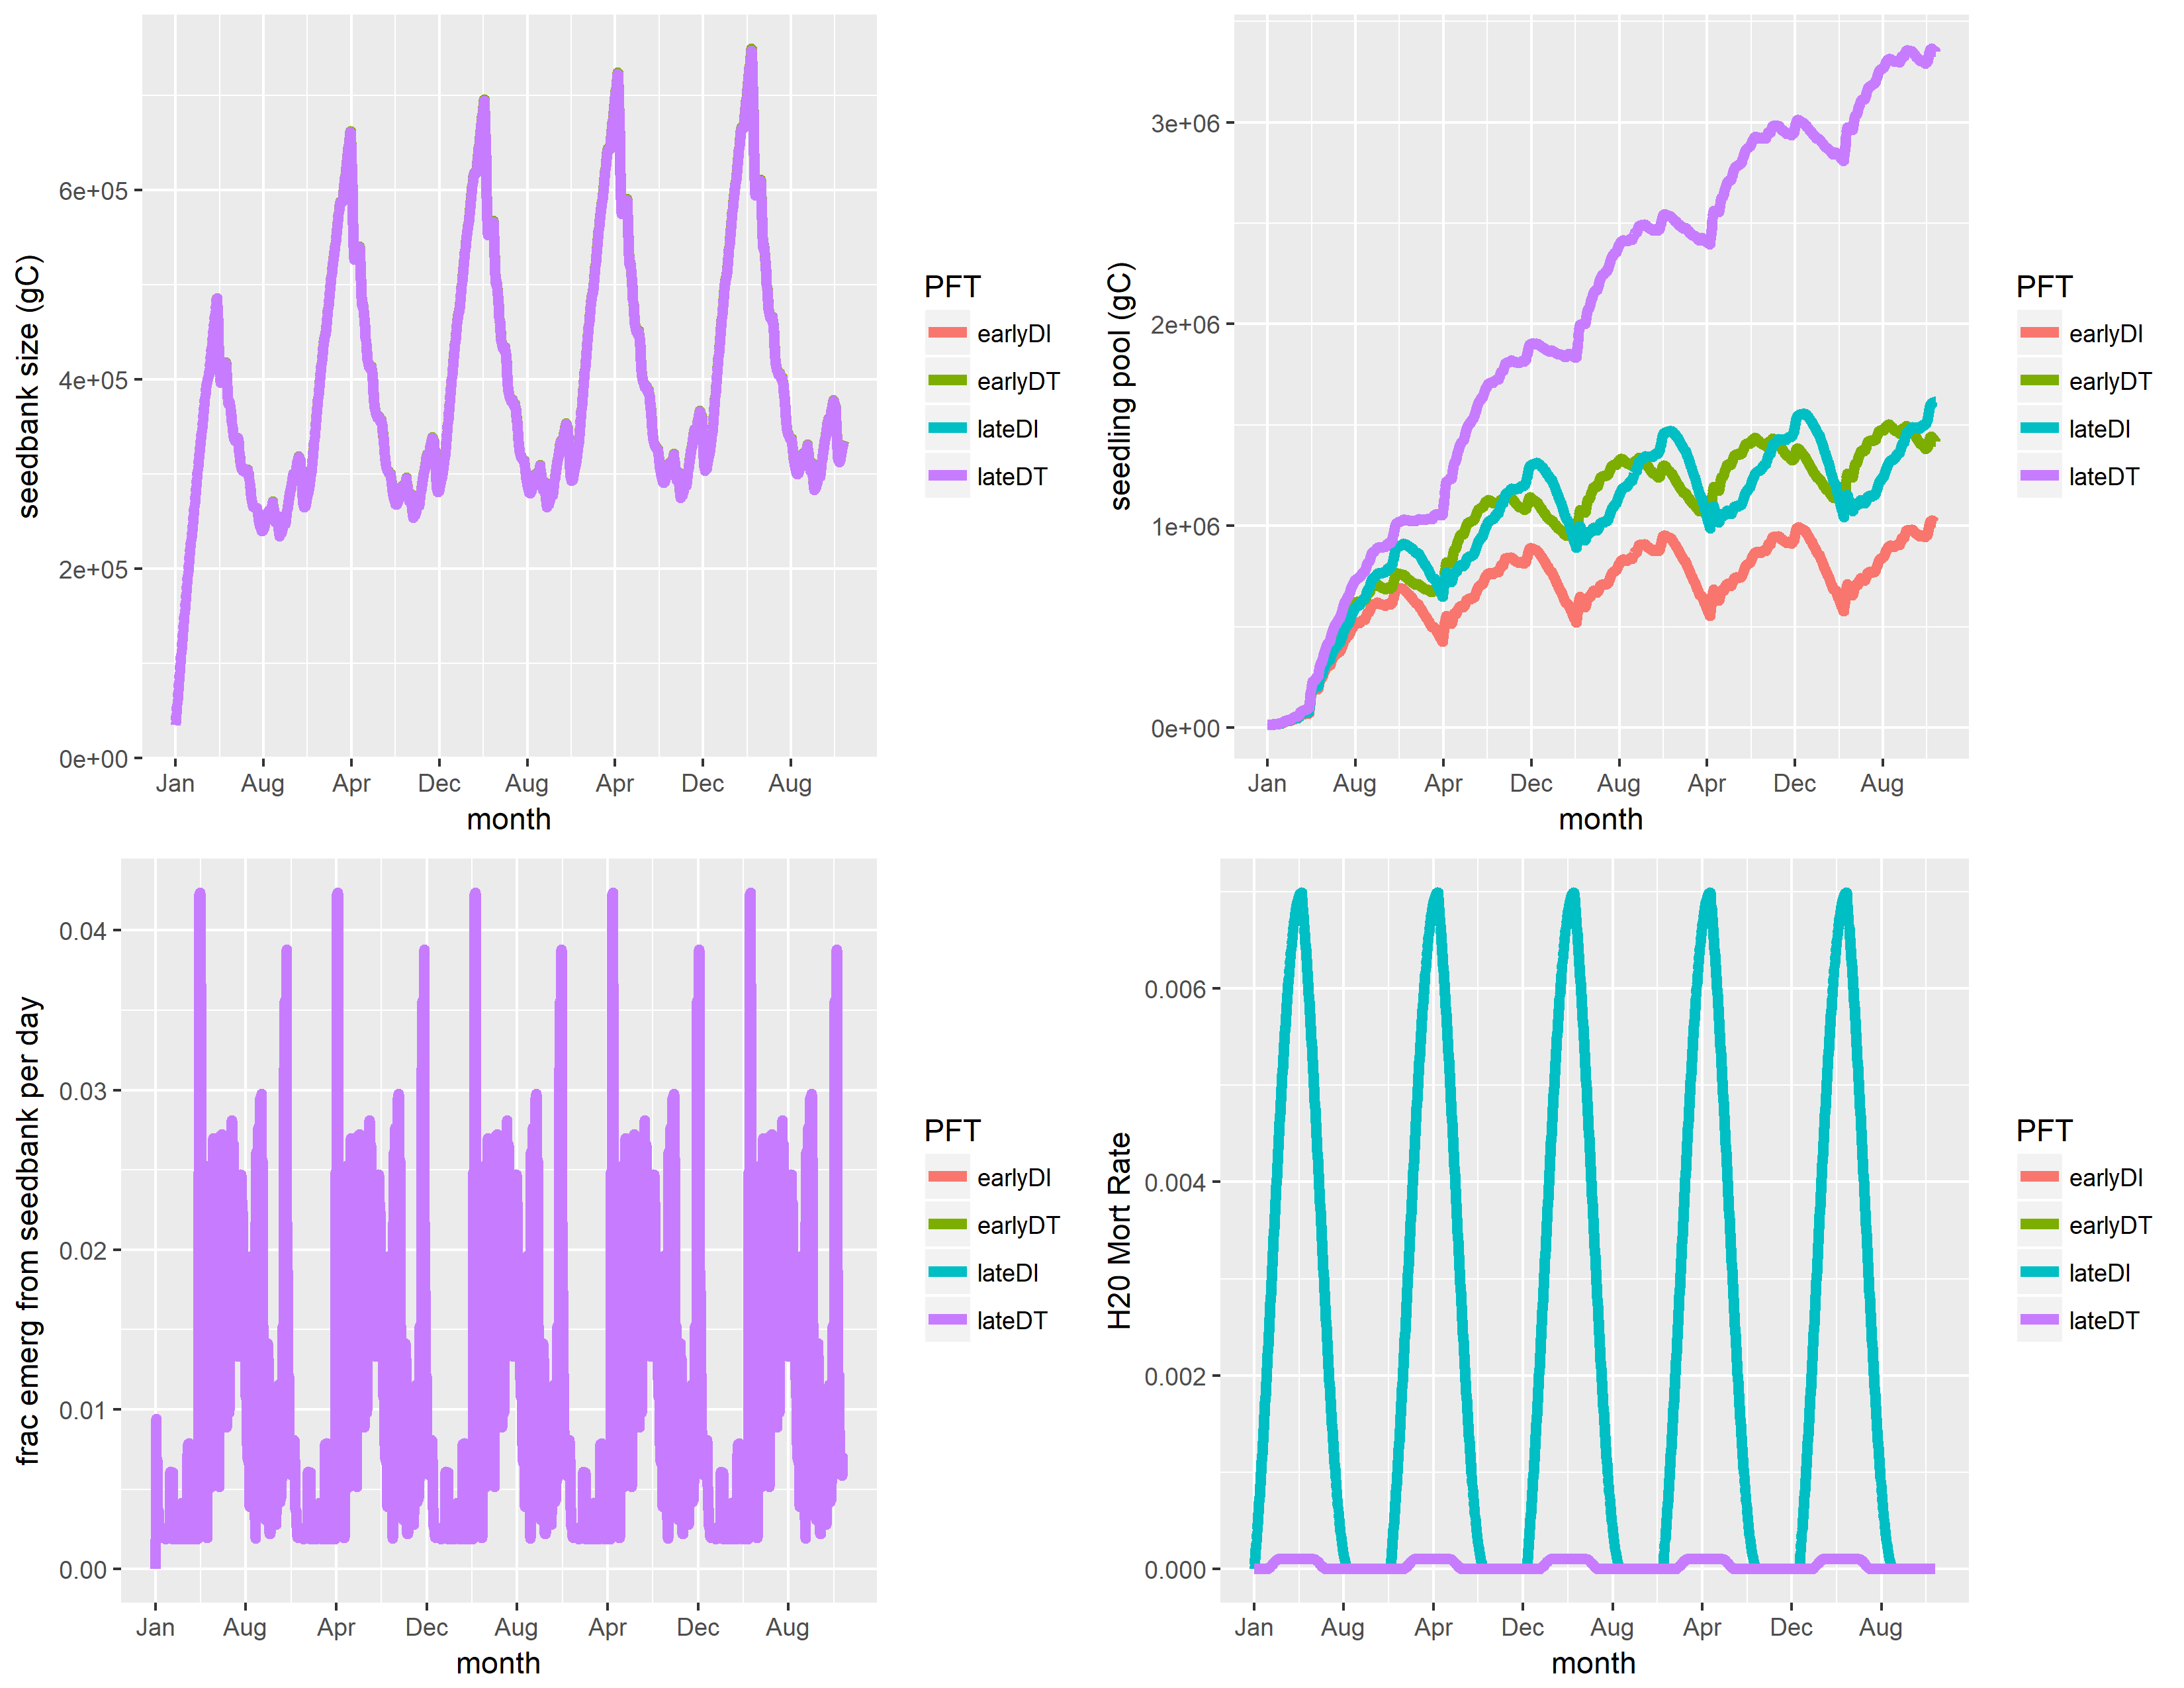 seedbank size (gC)
6e+05
4e+05
2e+05
0e+00
Jan Aug Apr Dec Aug Apr Dec Aug
month
PFT
earlyDI
earlyDT
lateDI
lateDT
seedling pool (gC)
3e+06
2e+06
1e+06
0e+00
Jan Aug Apr Dec Aug Apr Dec Aug
month
PFT
earlyDI
earlyDT
lateDI
lateDT
frac emerg from seedbank per day
0.04
0.03
0.02
0.01
0.00
Jan Aug Apr Dec Aug Apr Dec Aug
month
PFT
earlyDI
earlyDT
lateDI
lateDT
H20 Mort Rate
0.006
0.004
0.002
0.000
Jan Aug Apr Dec Aug Apr Dec Aug
month
PFT
earlyDI
earlyDT
lateDI
lateDT